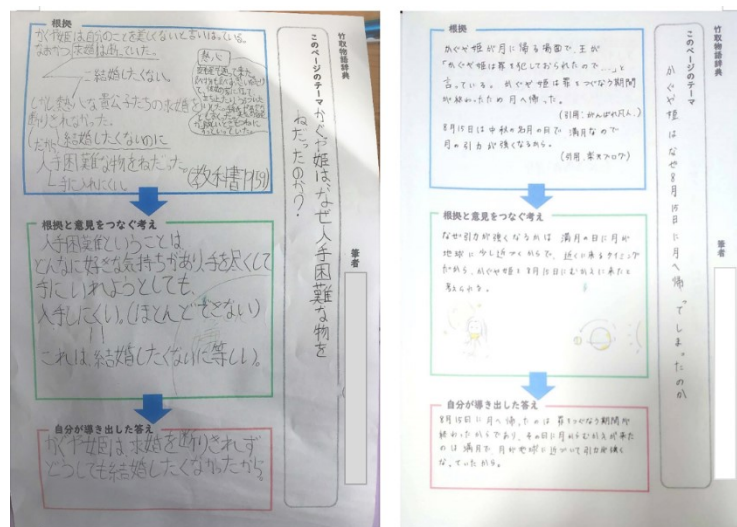 竹取物語辞典
このページのテーマ
かぐや姫は、なぜ入手困難な物を
ねだったのか?
筆者
根拠
かぐや姫は自分のことを美しくないと言いはっている。
なおかつ求婚は断っていた。
=結婚したくない。
熱心
しかし熱心な貴公子たちの求婚を
断りきれなかった。
だから結婚したくないのに
入手困難な物をねだった。
手に入れにくい。
(教科書P159)
根拠と意見をつなぐ考え
入手困難ということは
どんなに好きな気持ちがあり、手を尽くして
手にいれようとしても、
入手しにくい。(ほとんどできない)
これは結婚したくないに等しい。
自分が導き出した答え
かぐや姫は求婚を断りきれず
どうしても結婚したくなかったから。
竹取物語辞典
このページのテーマ
かぐや姫はなぜ8月15日に月へ帰ってしまったのか
筆者
根拠
かぐや姫が月に帰る場面で、王が
「かぐや姫は罪を犯しておられたので…」と
言っている。かぐや姫は罪をつぐなう期間
が終わったため月へ帰った。
8月15日は中秋の名月の日で満月なので
月の引力が強くなるから。
根拠と意見をつなぐ考え
なぜ引力が強くなるかは満月の日に月が
地球に少し近づくからで、近くに来るタイミング
だから、かぐや姫を8月15日にむかえに来たと
考えられる。
自分が導き出した答え
8月15日に月へ帰ったのは罪をつぐなう期間が
終わったからであり、その日に月からむかえが来た
のは満月で月が地球に近づいて引力が強く
なっていたから。